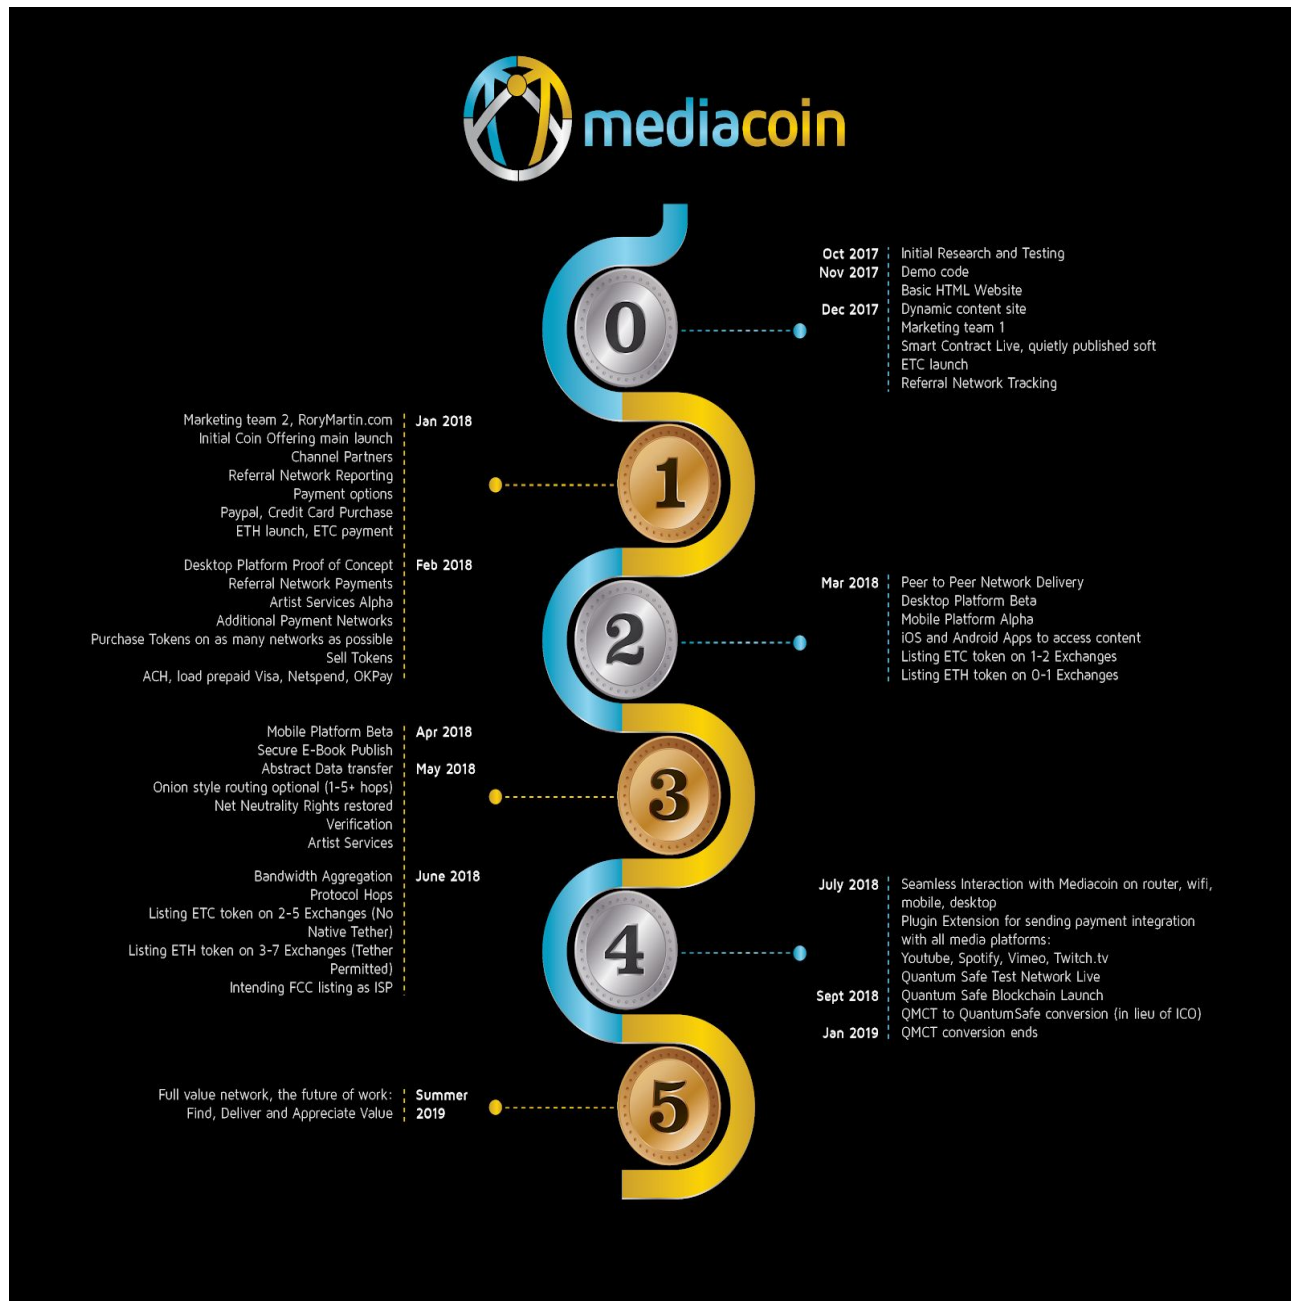 mediacoin
0
Oct 2017 Initial Research and Testing
Nov 2017 Demo code
Basic HTML Website
Dec 2017 Dynamic content site
Marketing team 1
Smart Contract Live, quietly published soft
ETC launch
Referral Network Tracking
1
Marketing team 2, RoryMartin.com Jan 2018
Initial Coin Offering main launch
Channel Partners
Referral Network Reporting
Payment options
Paypal, Credit Card Purchase
ETH launch, ETC payment
Desktop Platform Proof of Concept Feb 2018
Referral Network Payments
Artist Services Alpha
Additional Payment Networks
Purchase Tokens on as many networks as possible
Sell Tokens
ACH, load prepaid Visa, Netspend, OKPay
2
Mar 2018 Peer to Peer Network Delivery
Desktop Platform Beta
Mobile Platform Alpha
iOS and Android Apps to access content
Listing ETC token on 1-2 Exchanges
Listing ETH token on 0-1 Exchanges
3
Mobile Platform Beta Apr 2018
Secure E-Book Publish
Abstract Data transfer May 2018
Onion style routing optional (1-5+ hops)
Net Neutrality Rights restored
Verification
Artist Services
Bandwidth Aggregation June 2018
Protocol Hops
Listing ETC token on 2-5 Exchanges (No
Native Tether)
Listing ETH token on 3-7 Exchanges (Tether
Permitted)
Intending FCC listing as ISP
4
July 2018 Seamless Interaction with Mediacoin on router, wifi,
mobile, desktop
Plugin Extension for sending payment integration
with all media platforms:
Youtube, Spotify, Vimeo, Twitch.tv
Quantum Safe Test Network Live
Sept 2018 Quantum Safe Blockchain Launch
QMCT to QuantumSafe conversion (in lieu of ICO)
Jan 2019 QMCT conversion ends
5
Full value network, the future of work: Summer
Find, Deliver and Appreciate Value 2019